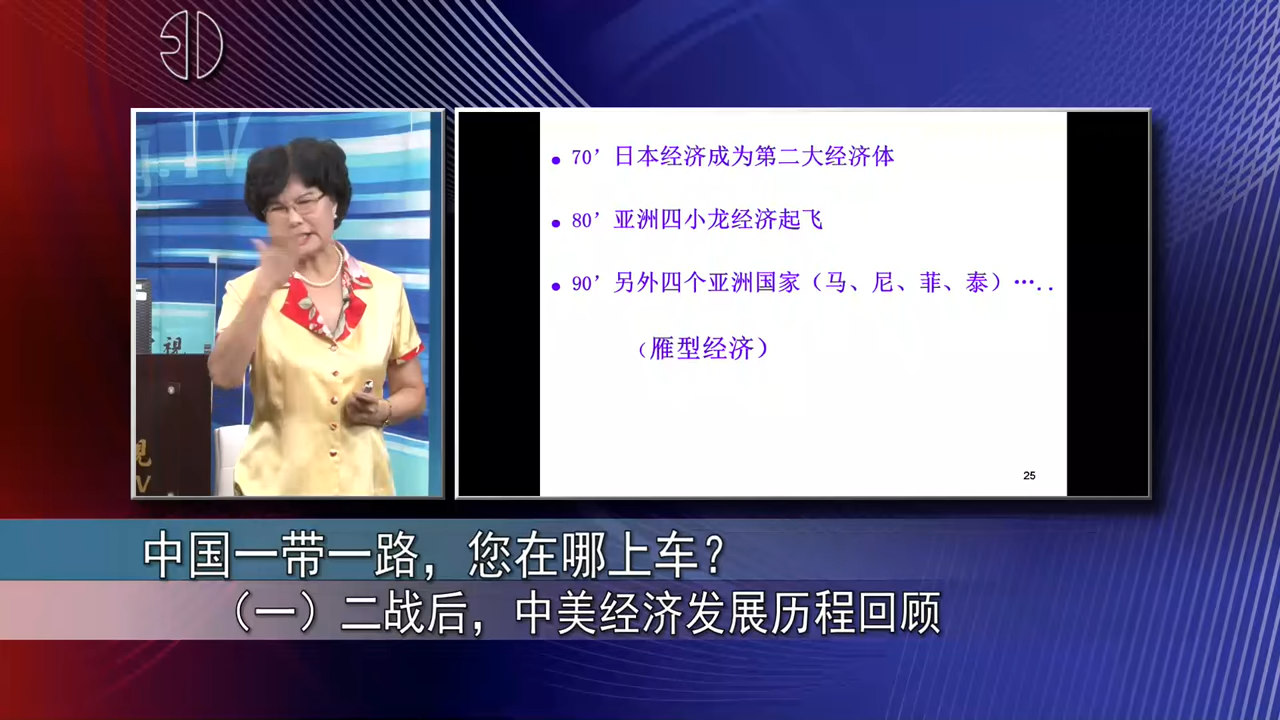 • 70’ 日本经济成为第二大经济体
• 80’ 亚洲四小龙经济起飞
• 90’ 另外四个亚洲国家（马、尼、菲、泰）…..
（雁型经济）
25
g.TV
视
視
V
中国一带一路，您在哪上车？
（一）二战后，中美经济发展历程回顾